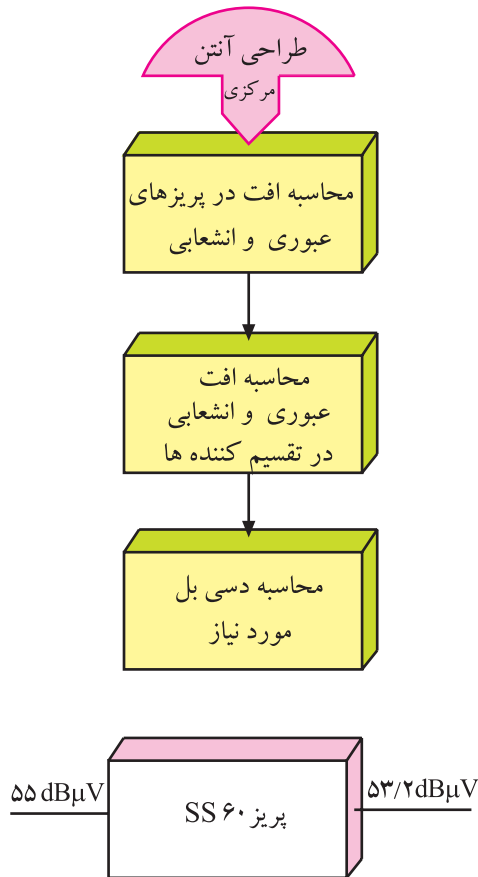 طراحی آنتن
مرکزی
محاسبه افت در پریزهای
عبوری و انشعابی
محاسبه افت
عبوری و انشعابی
در تقسیم کننده ها
محاسبه دسی بل
مورد نیاز
۵۵ dBµV
پریز SS ۶۰
۵۳/۲dBµV